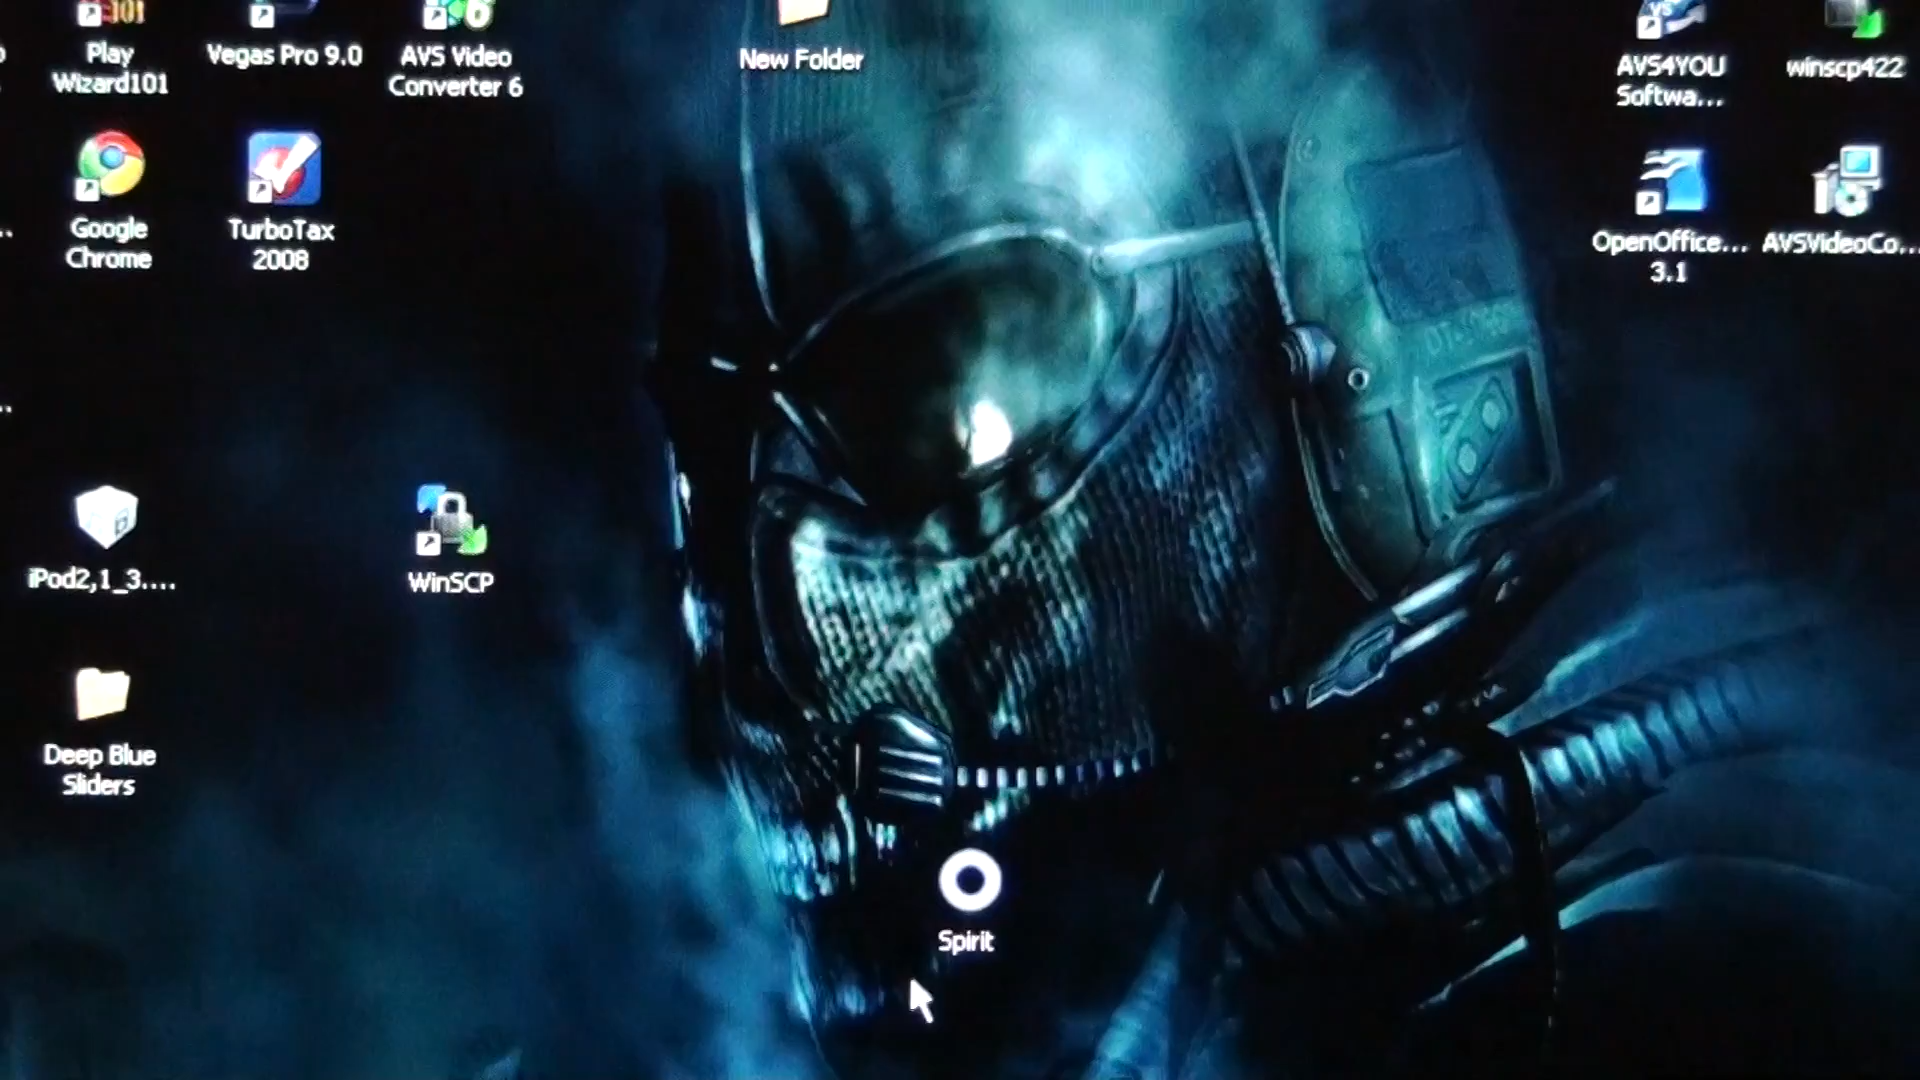 Play
Wizard101
Vegas Pro 9.0
AVS Video
Converter 6
New Folder
AVS4YOU
Softwa...
winscp422
Google
Chrome
TurboTax
2008
OpenOffice...
3.1
AVSVideoCo...
iPod2,1_3....
WinSCP
Deep Blue
Sliders
Spirit